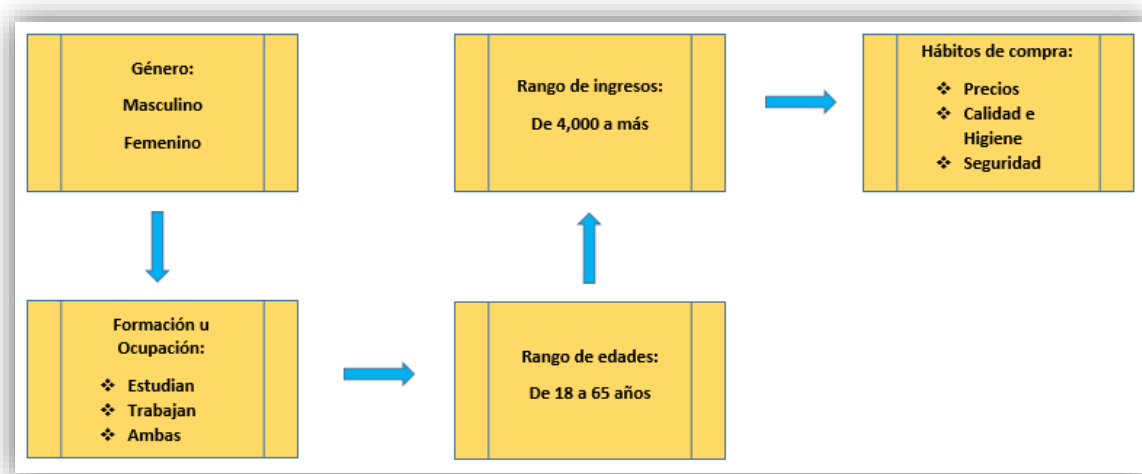 Género:
Masculino
Femenino
Formación u
Ocupación:
❖ Estudian
❖ Trabajan
❖ Ambas
Rango de edades:
De 18 a 65 años
Rango de ingresos:
De 4,000 a más
Hábitos de compra:
❖ Precios
❖ Calidad e
Higiene
❖ Seguridad